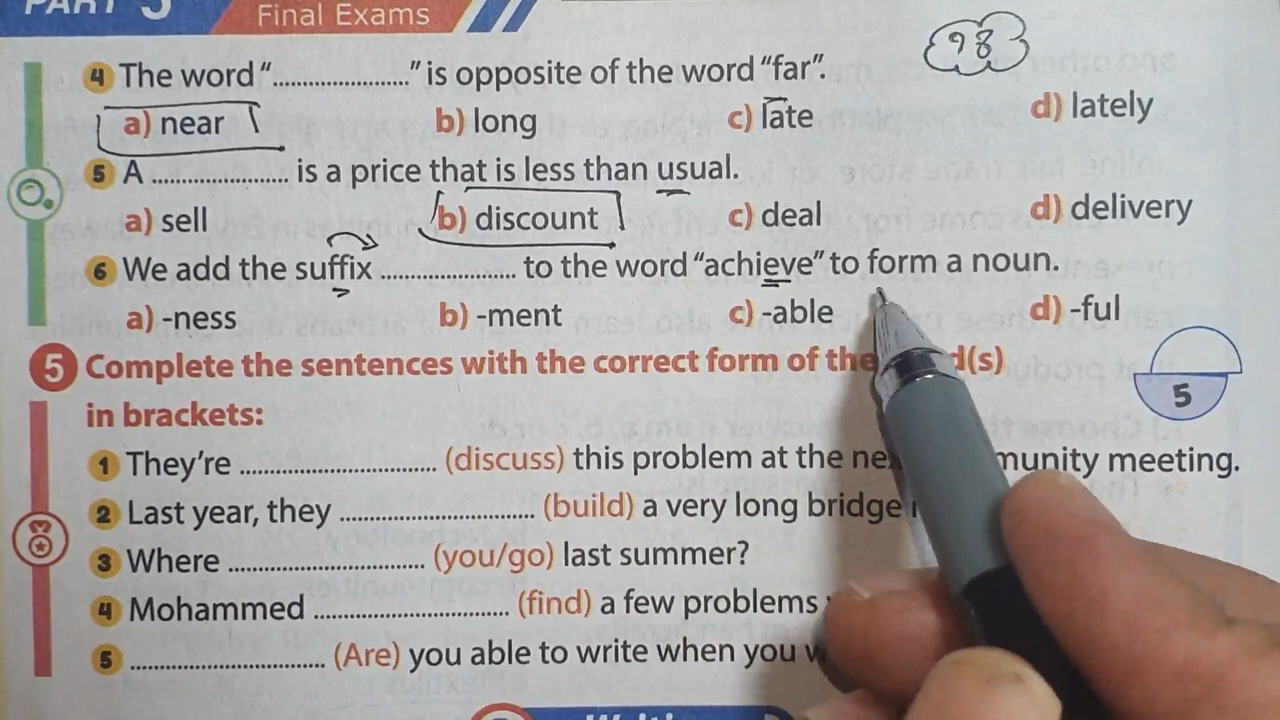 PART 3
Final Exams
98
4 The word "....................." is opposite of the word "far".
a) near b) long c) late d) lately
5 A ..................... is a price that is less than usual.
a) sell b) discount c) deal d) delivery
6 We add the suffix ..................... to the word "achieve" to form a noun.
a) -ness b) -ment c) -able d) -ful
5 Complete the sentences with the correct form of the d(s)
in brackets:
5
1 They're ............................... (discuss) this problem at the munity meeting.
2 Last year, they ............................... (build) a very long bridge
3 Where ............................... (you/go) last summer?
4 Mohammed ............................... (find) a few problems
5 ............................... (Are) you able to write when you